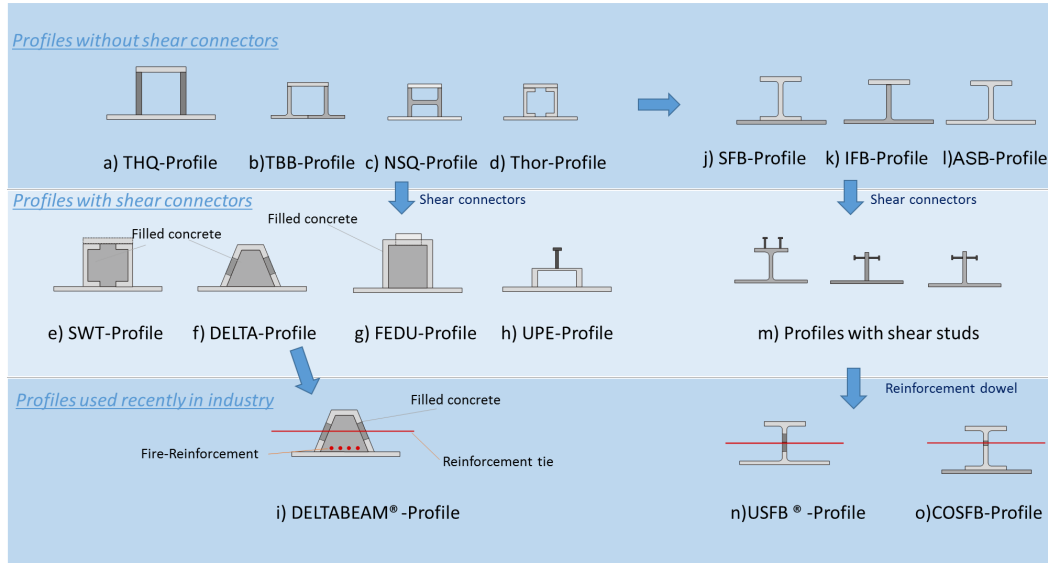 Profiles without shear connectors
a) THQ-Profile
b)TBB-Profile
c) NSQ-Profile
d) Thor-Profile
j) SFB-Profile
k) IFB-Profile
l)ASB-Profile
Profiles with shear connectors
Shear connectors
Shear connectors
Filled concrete
Filled concrete
e) SWT-Profile
f) DELTA-Profile
g) FEDU-Profile
h) UPE-Profile
m) Profiles with shear studs
Profiles used recently in industry
Reinforcement dowel
Filled concrete
Fire-Reinforcement
Reinforcement tie
i) DELTABEAM® -Profile
n)USFB ® -Profile
o)COSFB-Profile